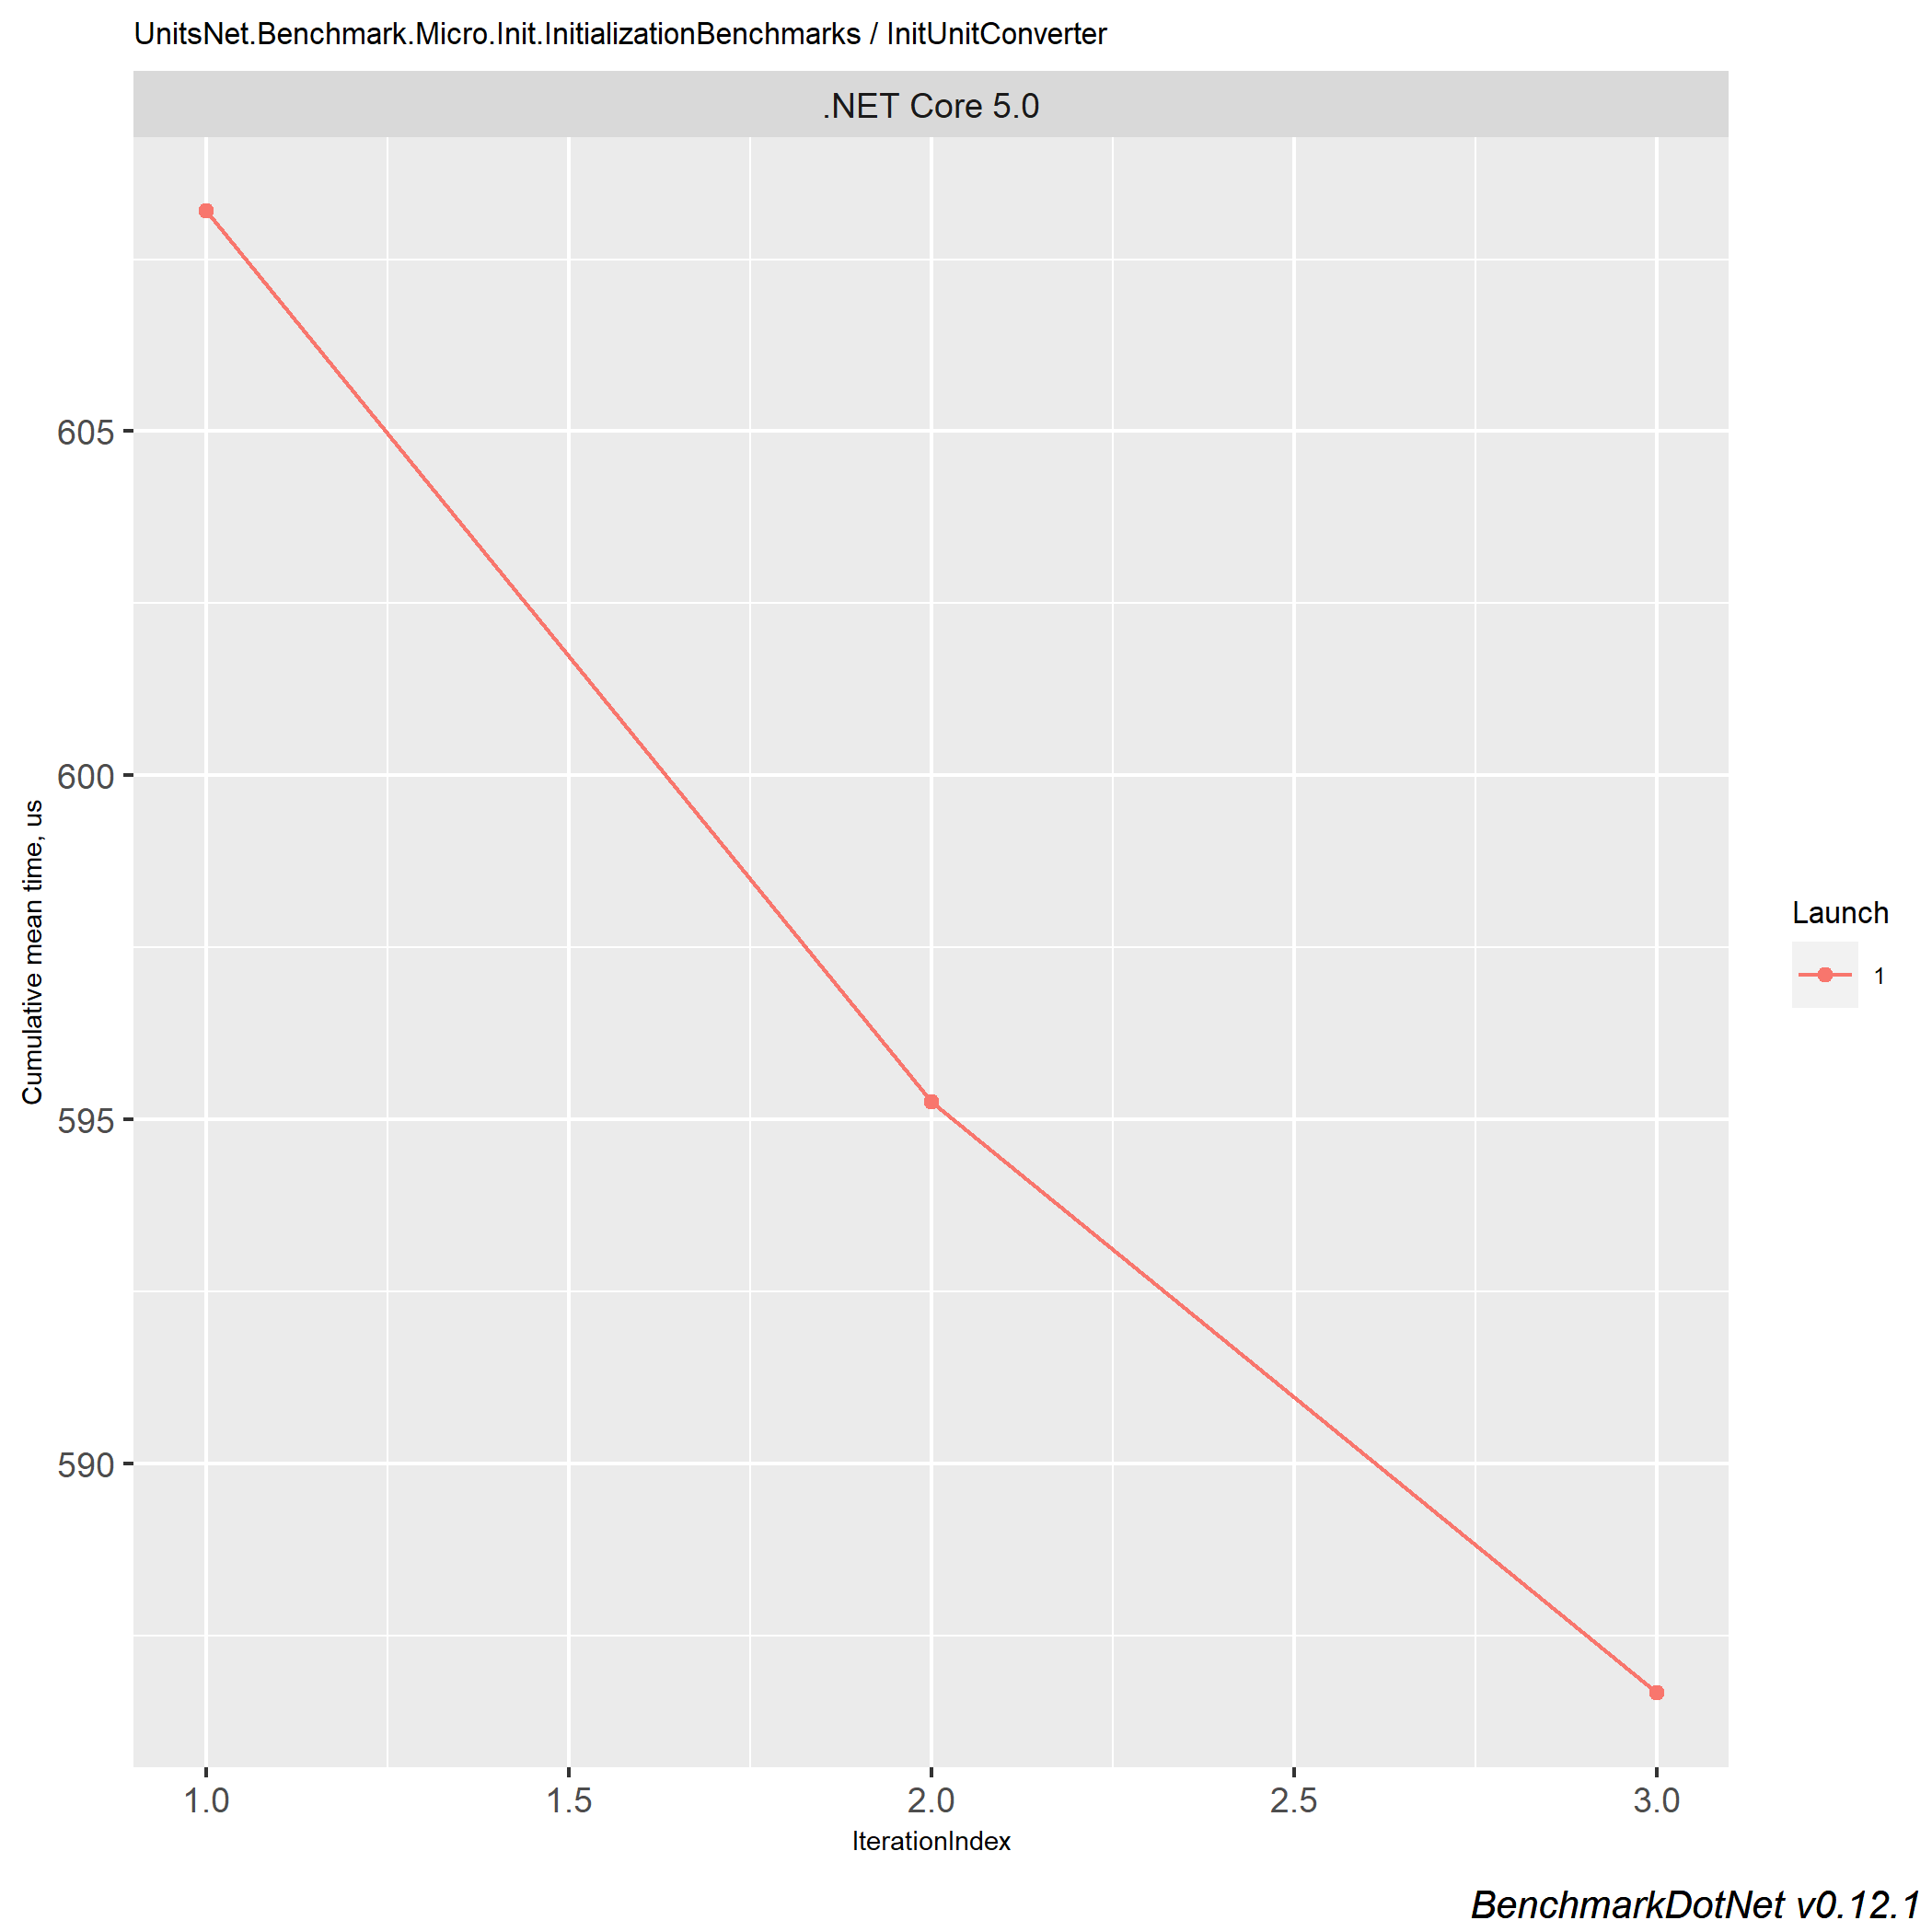 UnitsNet.Benchmark.Micro.Init.InitializationBenchmarks / InitUnitConverter
.NET Core 5.0
605
600
595
590
Cumulative mean time, us
1.0 1.5 2.0 2.5 3.0
IterationIndex
Launch
1
BenchmarkDotNet v0.12.1